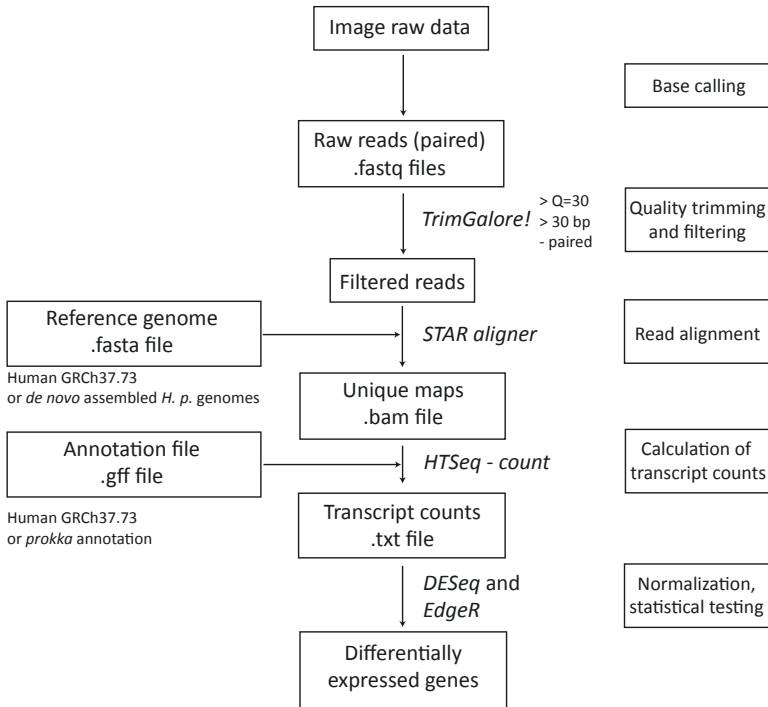 Image raw data
Base calling
Raw reads (paired)
.fastq files
TrimGalore!
> Q=30
> 30 bp
- paired
Quality trimming
and filtering
Filtered reads
Reference genome
.fasta file
STAR aligner
Read alignment
Human GRCh37.73
or de novo assembled H. p. genomes
Unique maps
.bam file
Annotation file
.gff file
HTSeq - count
Calculation of
transcript counts
Human GRCh37.73
or prokka annotation
Transcript counts
.txt file
DESeq and
EdgeR
Normalization,
statistical testing
Differentially
expressed genes